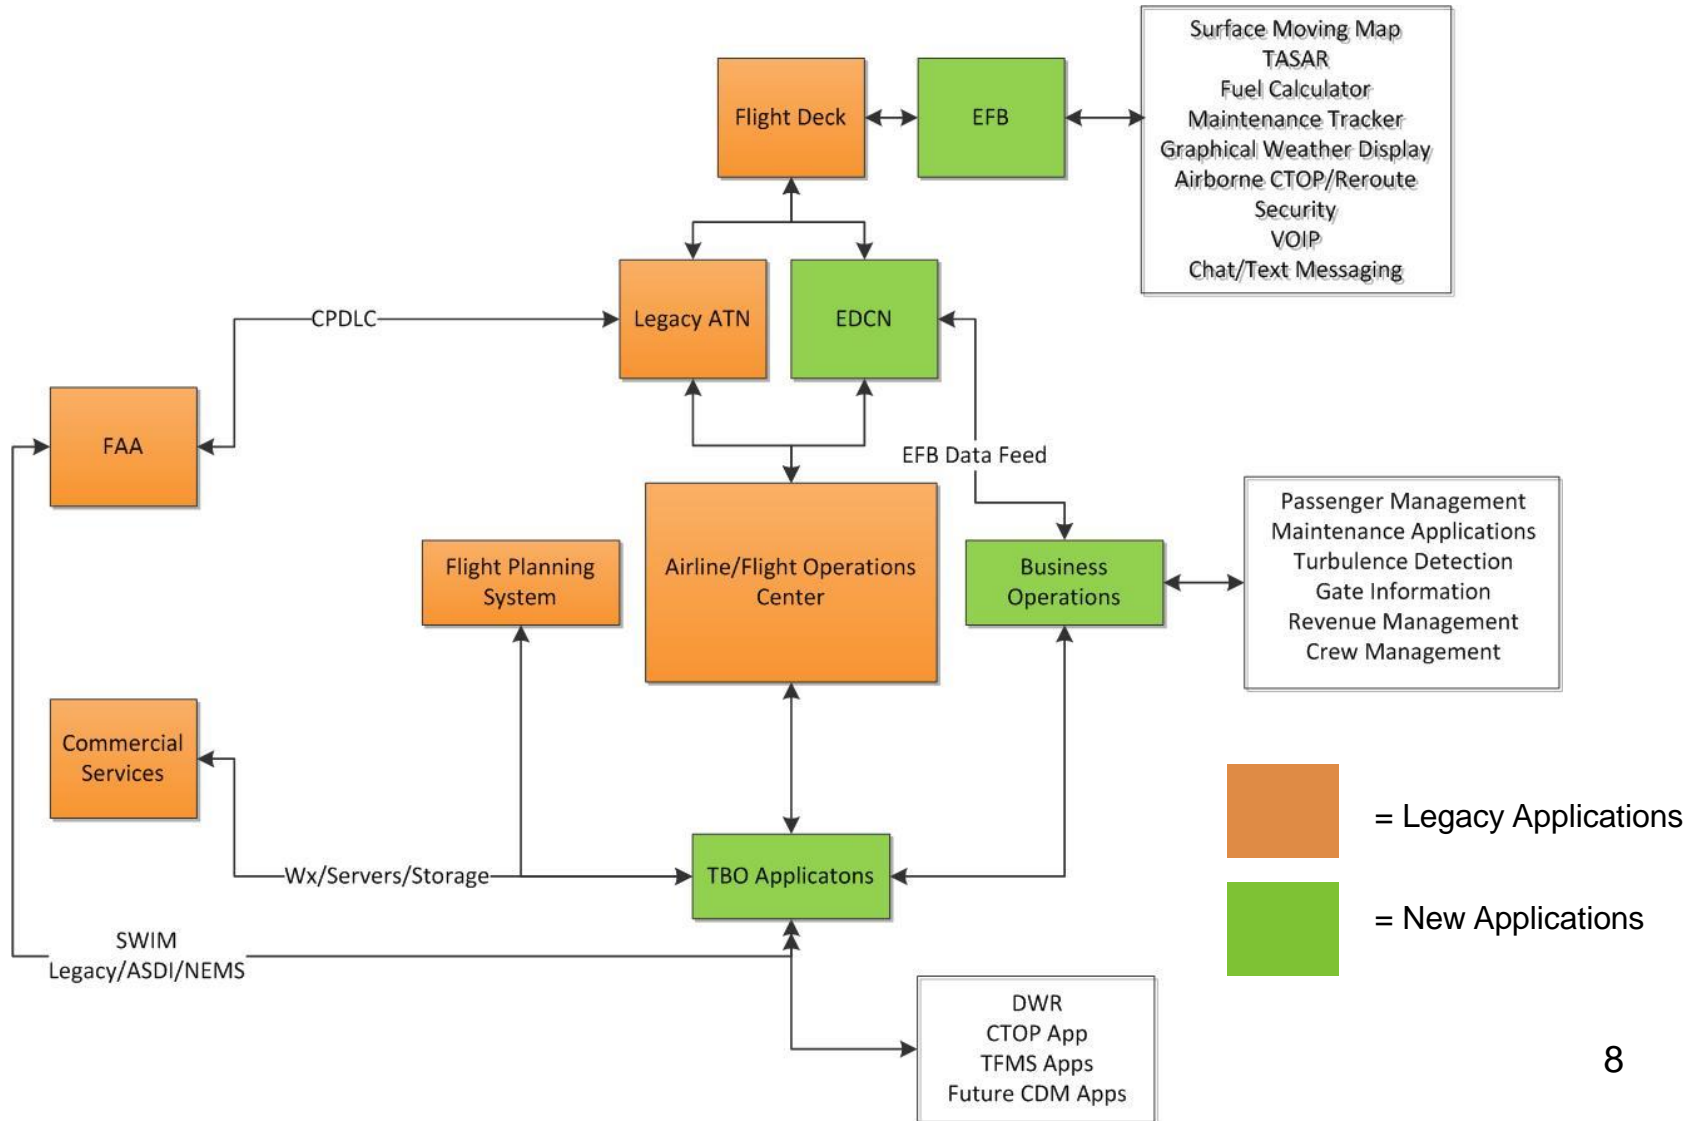 Surface Moving Map
TASAR
Fuel Calculator
Maintenance Tracker
Graphical Weather Display
Airborne CTOP/Reroute
Security
VOIP
Chat/Text Messaging
Flight Deck
EFB
CPDLC
Legacy ATN
EDCN
FAA
EFB Data Feed
Flight Planning
System
Airline/Flight Operations
Center
Business
Operations
Passenger Management
Maintenance Applications
Turbulence Detection
Gate Information
Revenue Management
Crew Management
Commercial
Services
= Legacy Applications
Wx/Servers/Storage
TBO Applicatons
= New Applications
SWIM
Legacy/ASDI/NEMS
DWR
CTOP App
TFMS Apps
Future CDM Apps
8